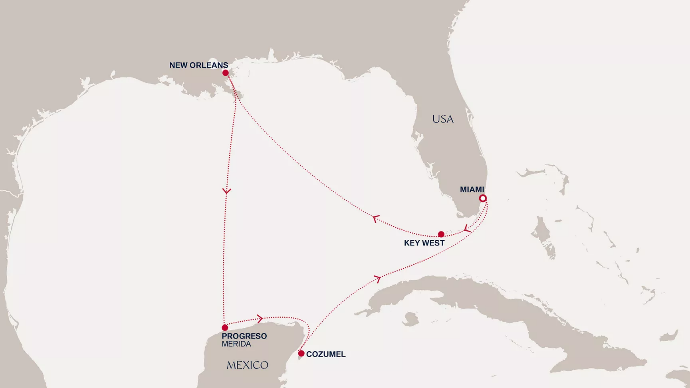 NEW ORLEANS
USA
MIAMI
KEY WEST
PROGRESO
MERIDA
COZUMEL
MEXICO